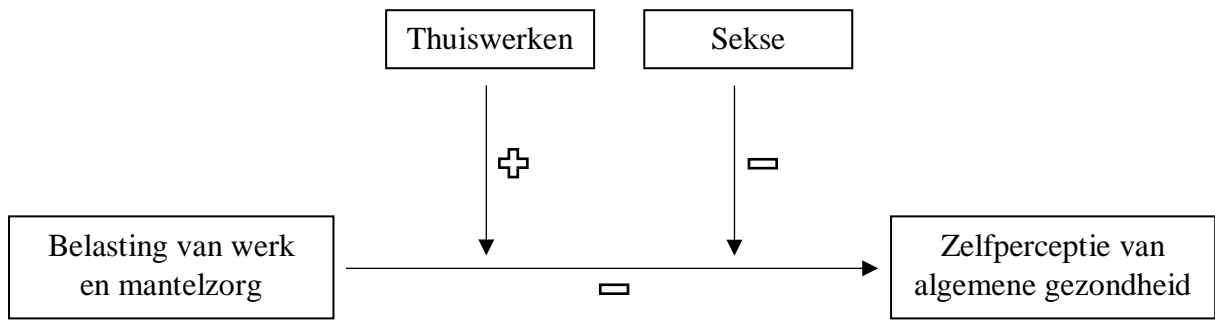 Thuiswerken
Sekse
Belasting van werk
en mantelzorg
Zelfperceptie van
algemene gezondheid